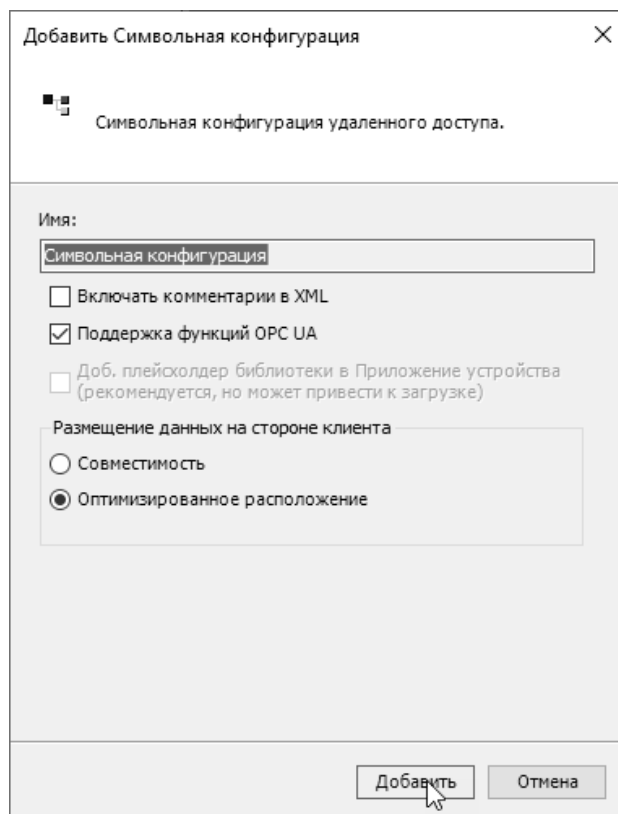 Добавить Символьная конфигурация
Символьная конфигурация удаленного доступа.
Имя:
Символьная конфигурация
Включать комментарии в XML
Поддержка функций OPC UA
Доб. плейсхолдер библиотеки в Приложение устройства
(рекомендуется, но может привести к загрузке)
Размещение данных на стороне клиента
Совместимость
Оптимизированное расположение
Добавить
Отмена